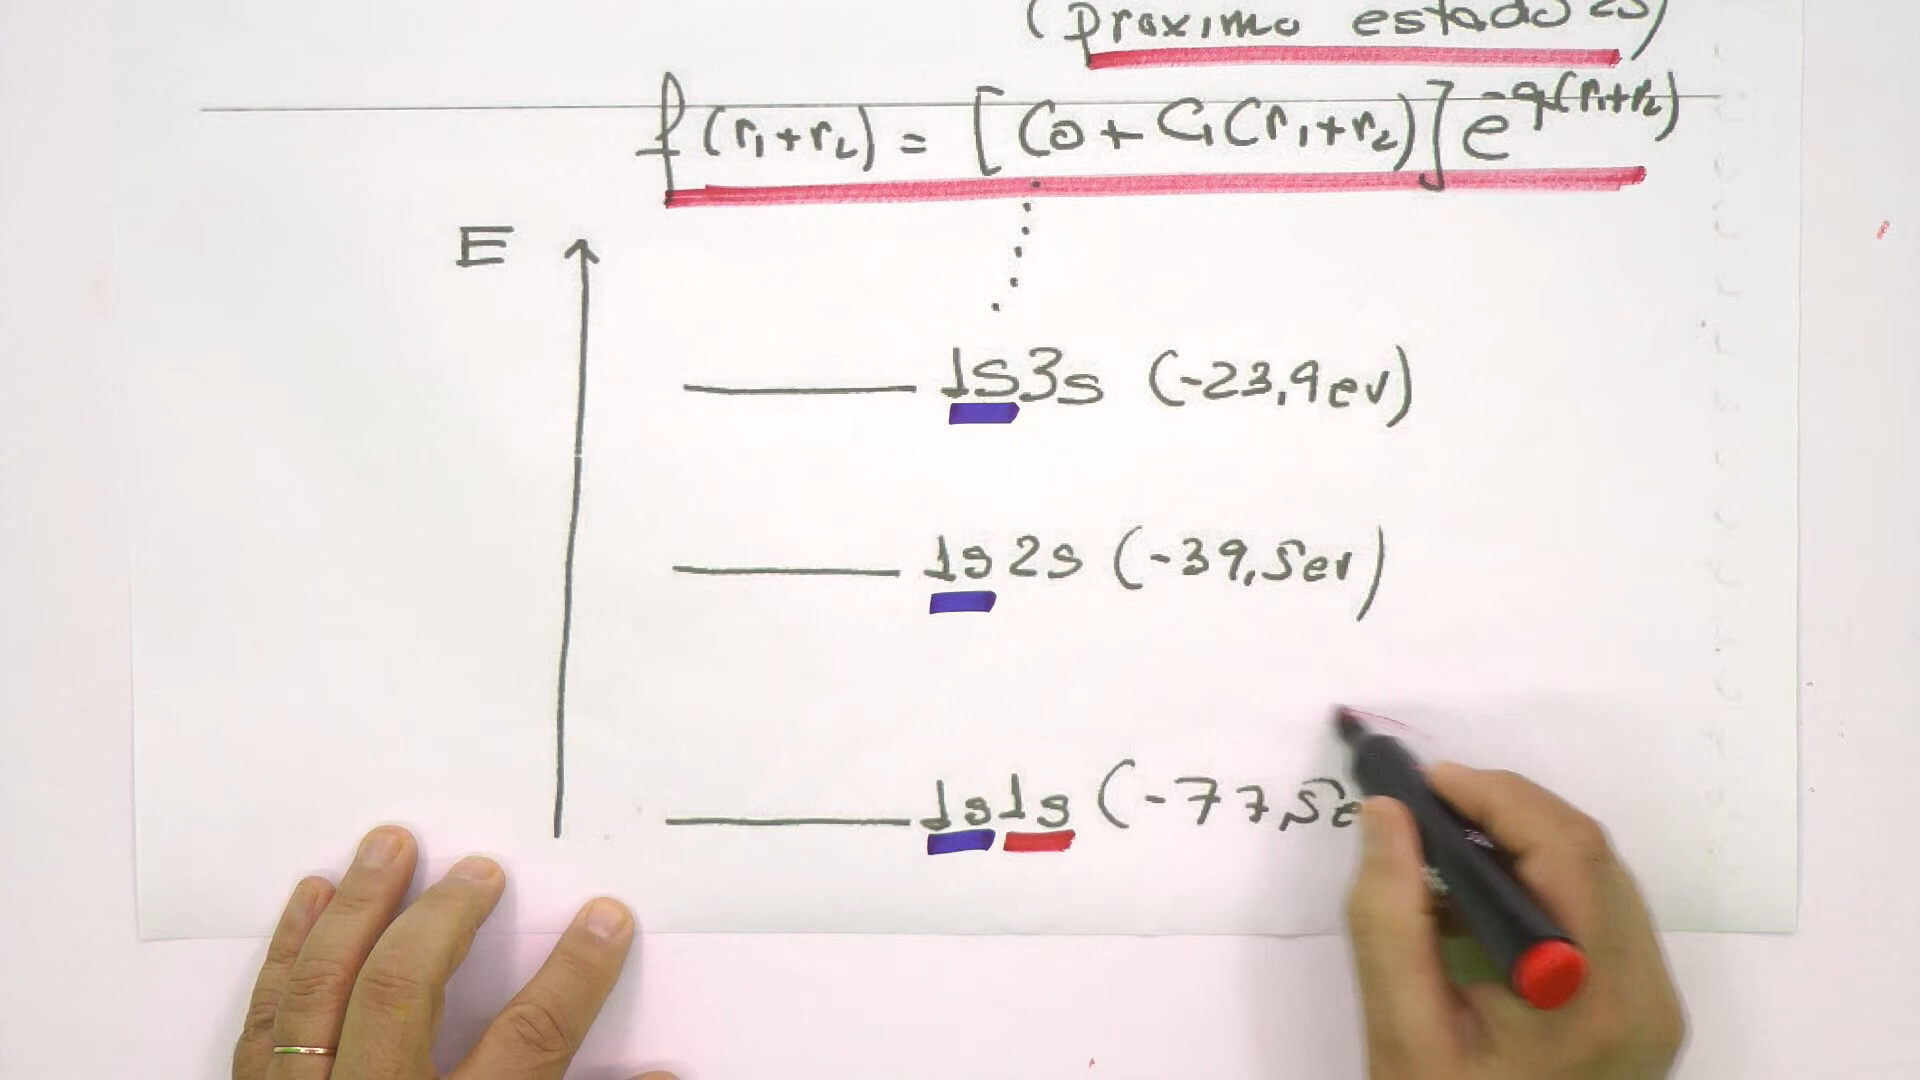 (próximo estado 2s)
f(r₁+r₂) = [C₀ + C₁(r₁+r₂)] e^-q(r₁+r₂)
E
1s3s (-23,9ev)
1s2s (-39,5ev)
1s1s (-77,5e